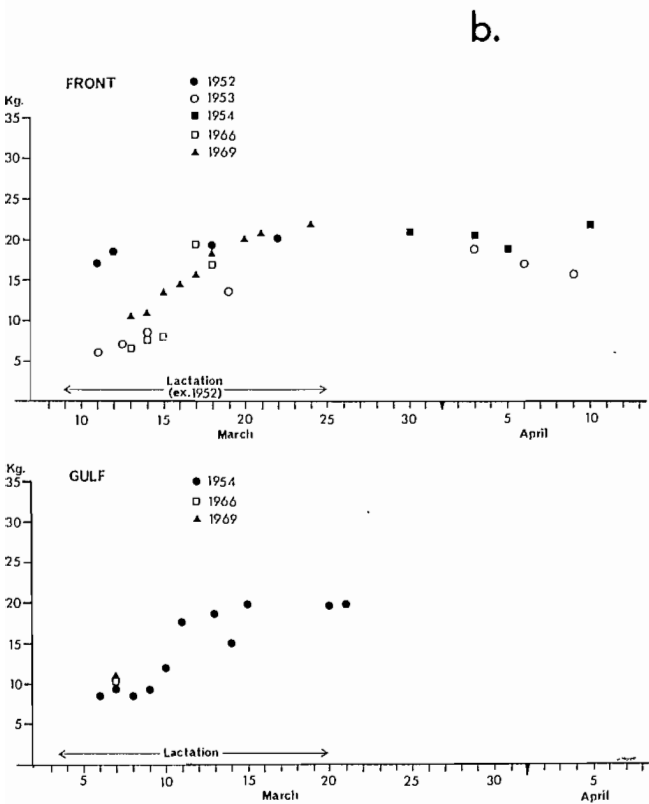 b.
FRONT
● 1952
○ 1953
■ 1954
□ 1966
▲ 1969
Kg.
35
30
25
20
15
10
5
Lactation
(ex.1952)
10 15 20 25 30 5 10
March April
Kg.
GULF
● 1954
□ 1966
▲ 1969
35
30
25
20
15
10
5
Lactation
5 10 15 20 25 30 5
March April